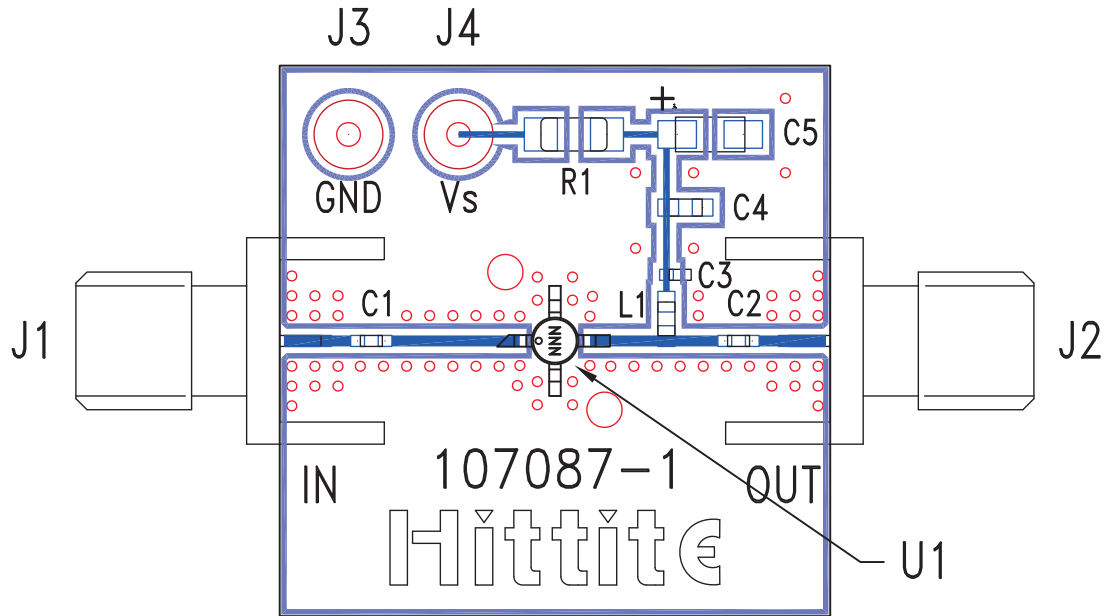 J3 J4
+
C5
R1
GND Vs
C4
C3
C1 L1 C2
J1 NNN J2
107087-1
IN OUT
Hittite
U1